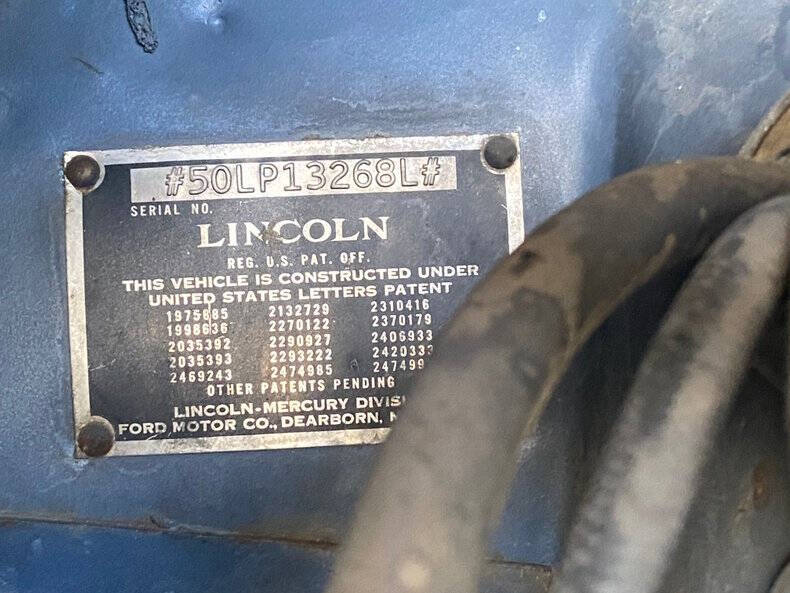 #50LP13268L#
SERIAL NO.
LINCOLN
REG. U.S. PAT. OFF.
THIS VEHICLE IS CONSTRUCTED UNDER
UNITED STATES LETTERS PATENT
1975885 2132729 2310416
1998636 2270122 2370179
2035392 2290927 2406933
2035393 2293222
2469243 2474985
OTHER PATENTS PENDING
LINCOLN-MERCURY
FORD MOTOR CO., DEARBORN,